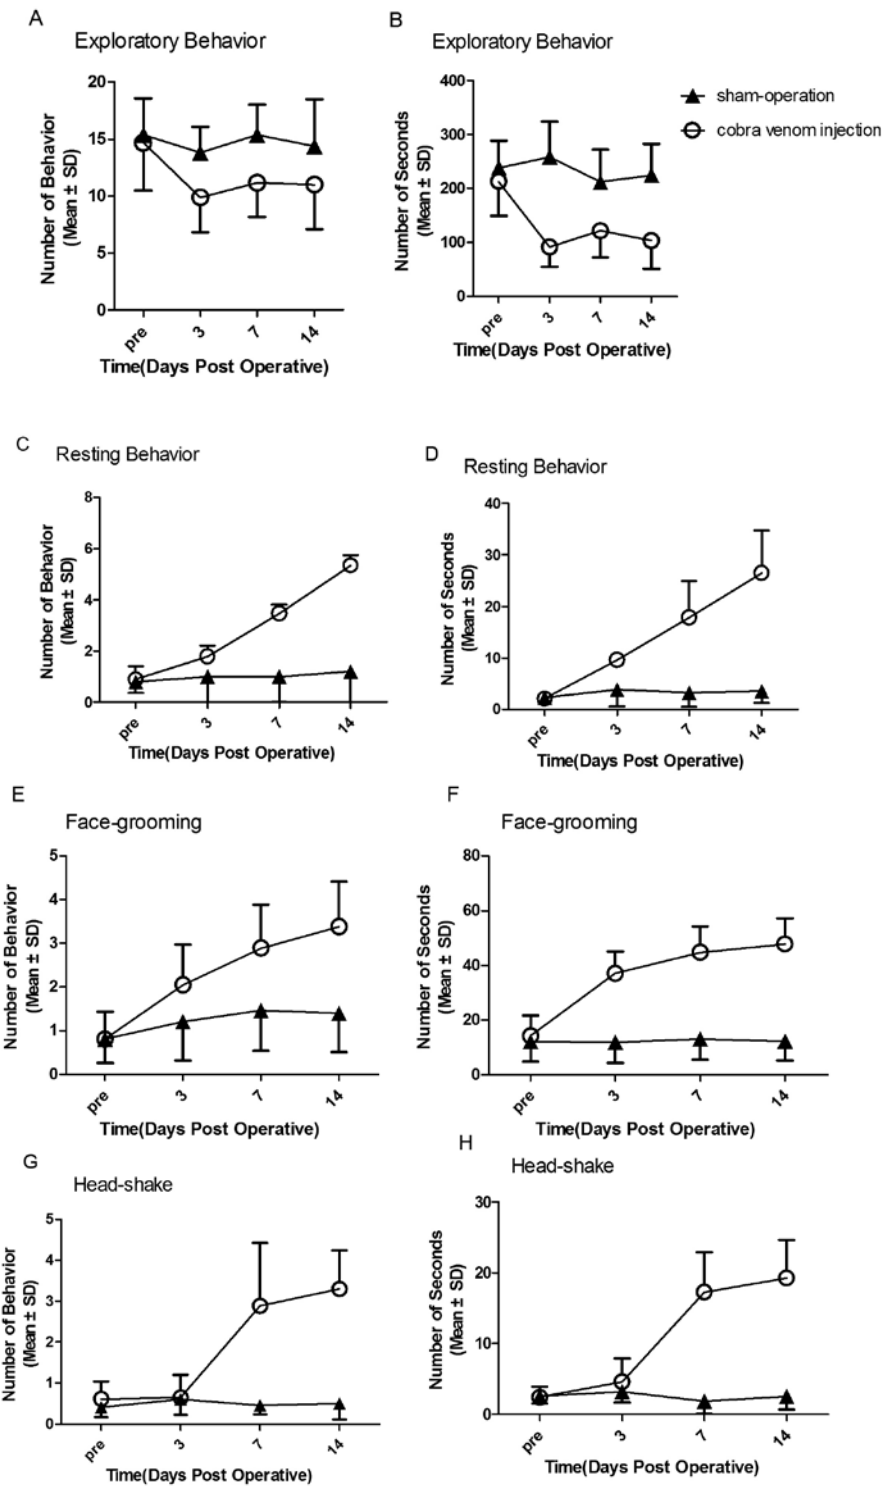 A
Exploratory Behavior
Number of Behavior
(Mean ± SD)
20
15
10
5
0
pre
3
7
14
Time(Days Post Operative)
B
Exploratory Behavior
Number of Seconds
(Mean ± SD)
400
300
200
100
0
pre
3
7
14
Time(Days Post Operative)
sham-operation
cobra venom injection
C
Resting Behavior
Number of Behavior
(Mean ± SD)
8
6
4
2
0
pre
3
7
14
Time(Days Post Operative)
D
Resting Behavior
Number of Seconds
(Mean ± SD)
40
30
20
10
0
pre
3
7
14
Time(Days Post Operative)
E
Face-grooming
Number of Behavior
(Mean ± SD)
5
4
3
2
1
0
pre
3
7
14
Time(Days Post Operative)
F
Face-grooming
Number of Seconds
(Mean ± SD)
80
60
40
20
0
pre
3
7
14
Time(Days Post Operative)
G
Head-shake
Number of Behavior
(Mean ± SD)
5
4
3
2
1
0
pre
3
7
14
Time(Days Post Operative)
H
Head-shake
Number of Seconds
(Mean ± SD)
30
20
10
0
pre
3
7
14
Time(Days Post Operative)